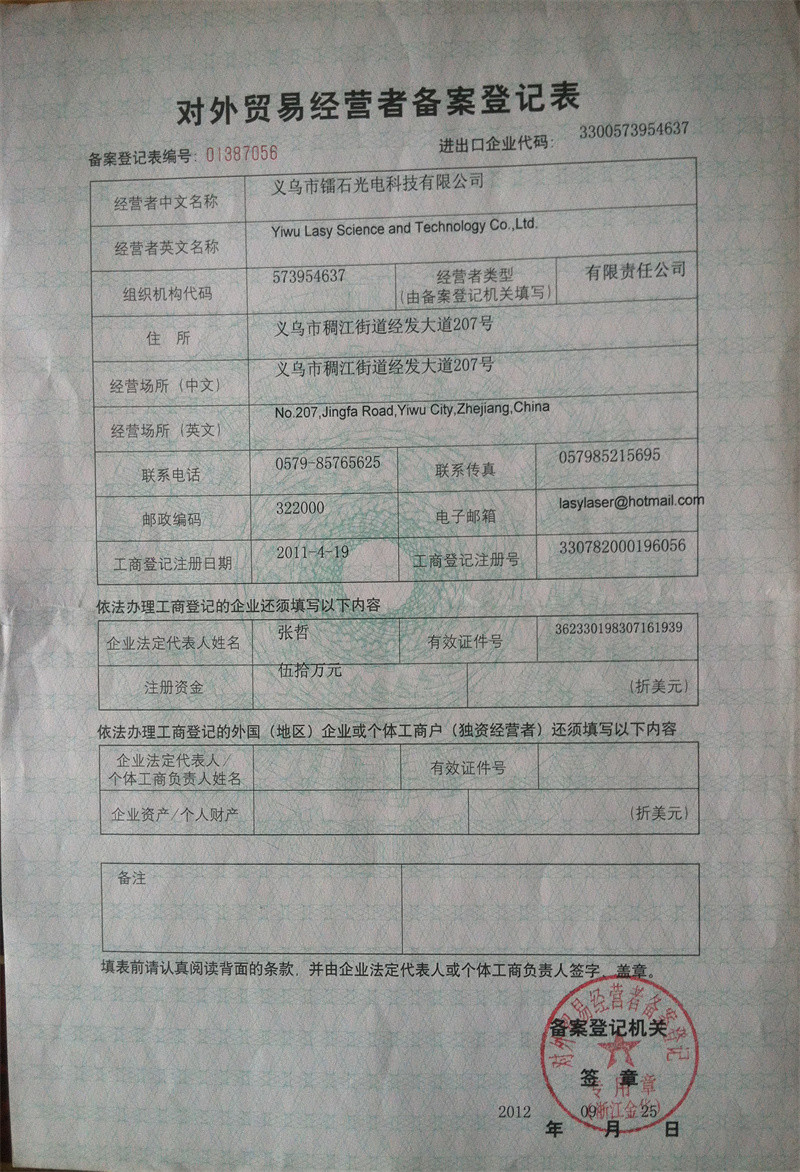 对外贸易经营者备案登记表
备案登记表编号: 01387056
进出口企业代码: 3300573954637
经营者中文名称 义乌市镭石光电科技有限公司
经营者英文名称 Yiwu Lasy Science and Technology Co.,Ltd.
组织机构代码 573954637 经营者类型 有限责任公司
(由备案登记机关填写)
住 所 义乌市稠江街道经发大道207号
经营场所（中文） 义乌市稠江街道经发大道207号
经营场所（英文） No.207,Jingfa Road,Yiwu City,Zhejiang,China
联系电话 0579-85765625 联系传真 057985215695
邮政编码 322000 电子邮箱 lasylaser@hotmail.com
工商登记注册日期 2011-4-19 工商登记注册号 330782000196056
依法办理工商登记的企业还须填写以下内容
企业法定代表人姓名 张哲 有效证件号 362330198307161939
注册资金 伍拾万元 (折美元)
依法办理工商登记的外国（地区）企业或个体工商户（独资经营者）还须填写以下内容
企业法定代表人/
个体工商负责人姓名 有效证件号
企业资产/个人财产 (折美元)
备注
填表前请认真阅读背面的条款，并由企业法定代表人或个体工商负责人签字、盖章。
对外贸易经营者备案登记
备案登记机关
签 章
专用章
(浙江金华)
2012 09 25
年 月 日